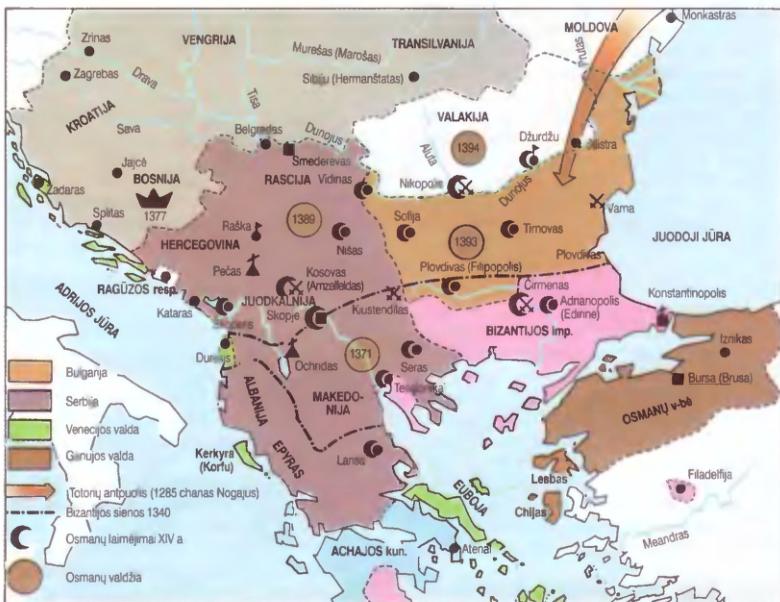 Monkastras
MOLDOVA
Prutas
Zrinas
VENGRIJA
TRANSILVANIJA
Murešas (Marošas)
Sibiju (Hermanštatas)
Zagrebas
Drava
Tisa
KROATIJA
VALAKIJA
Sava
Belgradas
Dunojus
Aluta
1394
Džurdžu
Silistra
Jajcė
Smederevas
BOSNIJA
RASCIJA
Vidinas
Nikopolis
Dunojus
Zadaras
1377
Varna
Splitas
Raška
1389
Sofija
Tirnovas
1393
HERCEGOVINA
Nišas
JUODOJI JŪRA
Pečas
Plovdivas (Filipopolis)
Plovdivas
RAGŪZOS resp.
Kosovas
(Amzelfeldas)
Čirmenas
ADRIJOS JŪRA
JUODKALNIJA
Konstantinopolis
Kataras
Skopje
Kiustendilas
Adrianopolis
(Edirine)
BIZANTIJOS imp.
Iznikas
Durėjus
Ochridas
1371
Seras
Bulgarija
Bursa (Brusa)
Serbija
ALBANIJA
MAKEDO-
NIJA
OSMANŲ v-bė
Venecijos valda
EPYRAS
Genujos valda
Kerkyra
(Korfu)
Larisa
Lesbas
Totorių antpuolis (1285 chanas Nogajus)
EUBOJA
Filadelfija
Bizantijos sienos 1340
Chijas
Osmanų laimėjimai XIV a
Meandras
ACHAJOS kun.
Atėnai
Osmanų valdžia